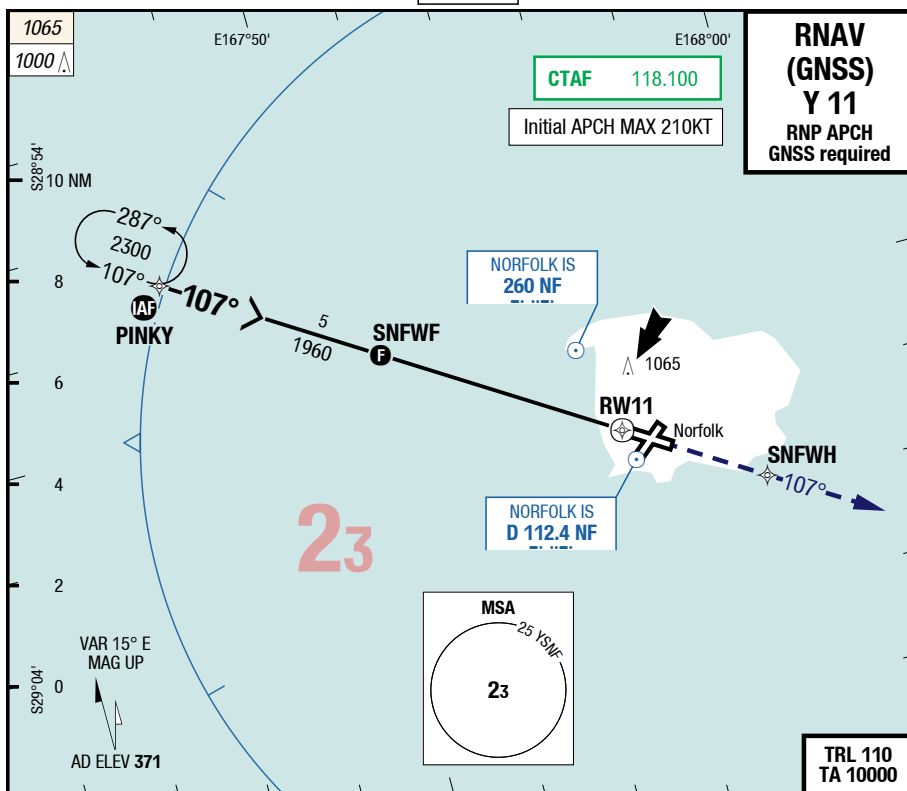 1065
1000
E167°50'
E168°00'
RNAV
(GNSS)
Y 11
RNP APCH
GNSS required
CTAF 118.100
Initial APCH MAX 210KT
S28°54'
10 NM
287°
2300
107°
107°
IAF
PINKY
8
5
1960
SNFWF
F
NORFOLK IS
260 NF
1065
6
RW11
Norfolk
SNFWH
107°
4
NORFOLK IS
D 112.4 NF
23
2
MSA
25 YSNF
23
VAR 15° E
MAG UP
S29°04'
0
AD ELEV 371
TRL 110
TA 10000